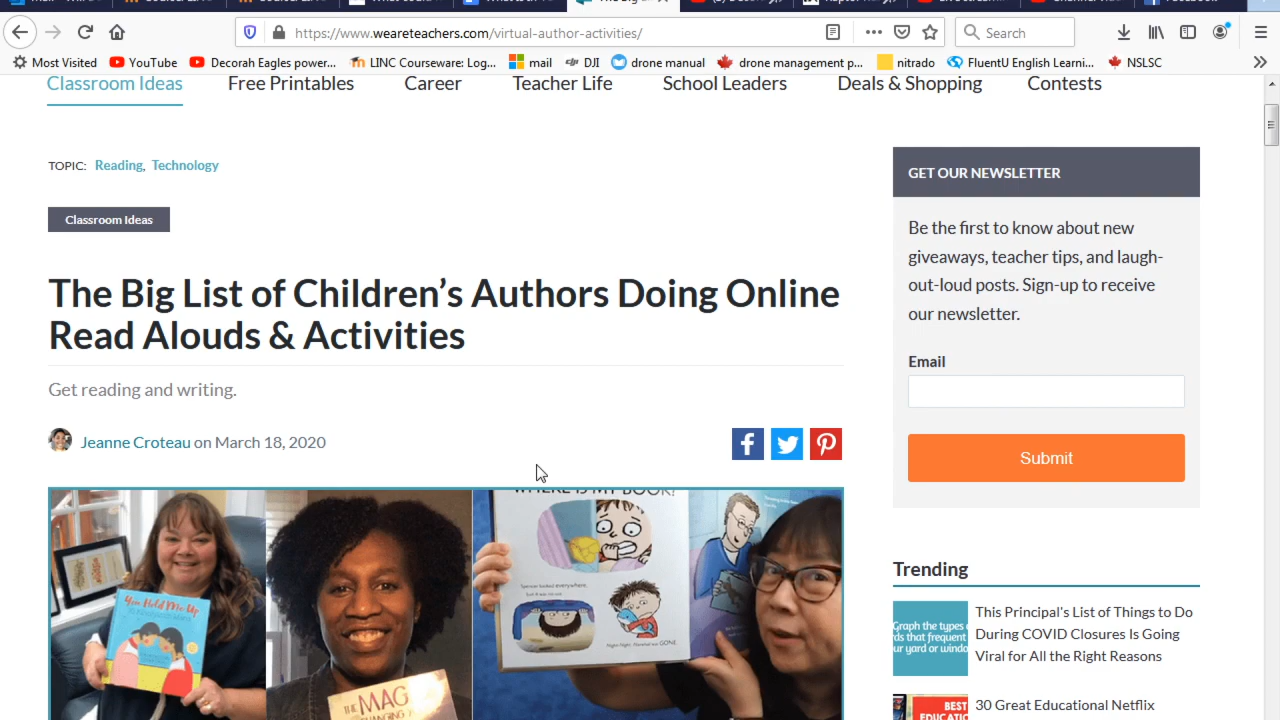 https://www.weareteachers.com/virtual-author-activities/
Search
Most Visited
YouTube
Decorah Eagles power...
LINC Courseware: Log...
mail
DJI
drone manual
drone management p...
nitrado
FluentU English Learni...
NSLSC
Classroom Ideas
Free Printables
Career
Teacher Life
School Leaders
Deals & Shopping
Contests
TOPIC: Reading, Technology
Classroom Ideas
The Big List of Children’s Authors Doing Online
Read Alouds & Activities
Get reading and writing.
Jeanne Croteau on March 18, 2020
WHERE IS MY BOOK?
You Hold Me Up
THE MAG
GET OUR NEWSLETTER
Be the first to know about new
giveaways, teacher tips, and laugh-
out-loud posts. Sign-up to receive
our newsletter.
Email
Submit
Trending
Graph the types
This Principal's List of Things to Do
During COVID Closures Is Going
Viral for All the Right Reasons
BEST
30 Great Educational Netflix